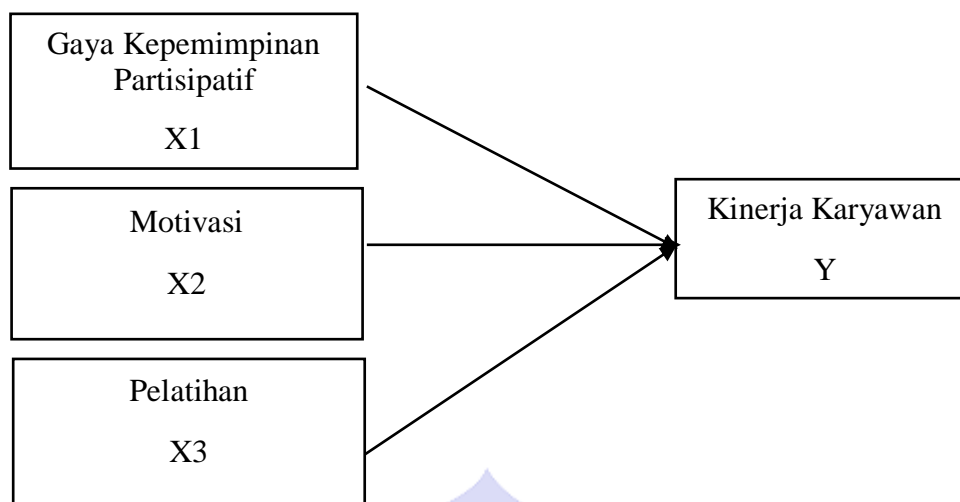 Gaya Kepemimpinan
Partisipatif
X1
Motivasi
X2
Pelatihan
X3
Kinerja Karyawan
Y